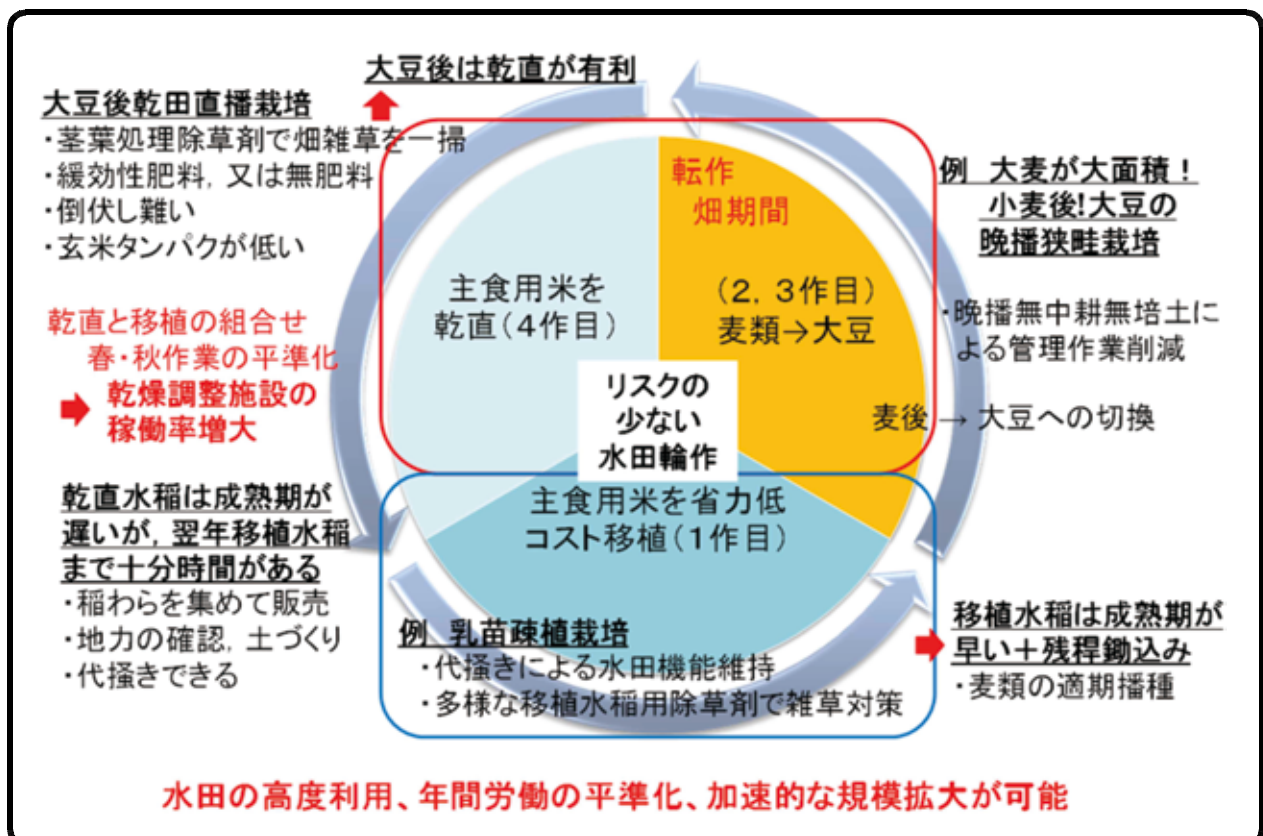 大豆後は乾直が有利
大豆後乾田直播栽培
・茎葉処理除草剤で畑雑草を一掃
・緩効性肥料，又は無肥料
・倒伏し難い
・玄米タンパクが低い
転作
畑期間
例　大麦が大面積！
小麦後!大豆の
晩播狭畦栽培
主食用米を
乾直（４作目）
（２，３作目）
麦類→大豆
・晩播無中耕無培土に
よる管理作業削減
乾直と移植の組合せ
春・秋作業の平準化
乾燥調整施設の
稼働率増大
リスクの
少ない
水田輪作
麦後 → 大豆への切換
乾直水稲は成熟期が
遅いが，翌年移植水稲
まで十分時間がある
・稲わらを集めて販売
・地力の確認，土づくり
・代掻きできる
主食用米を省力低
コスト移植（１作目）
例　乳苗疎植栽培
・代掻きによる水田機能維持
・多様な移植水稲用除草剤で雑草対策
移植水稲は成熟期が
早い＋残稈鋤込み
・麦類の適期播種
水田の高度利用、年間労働の平準化、加速的な規模拡大が可能